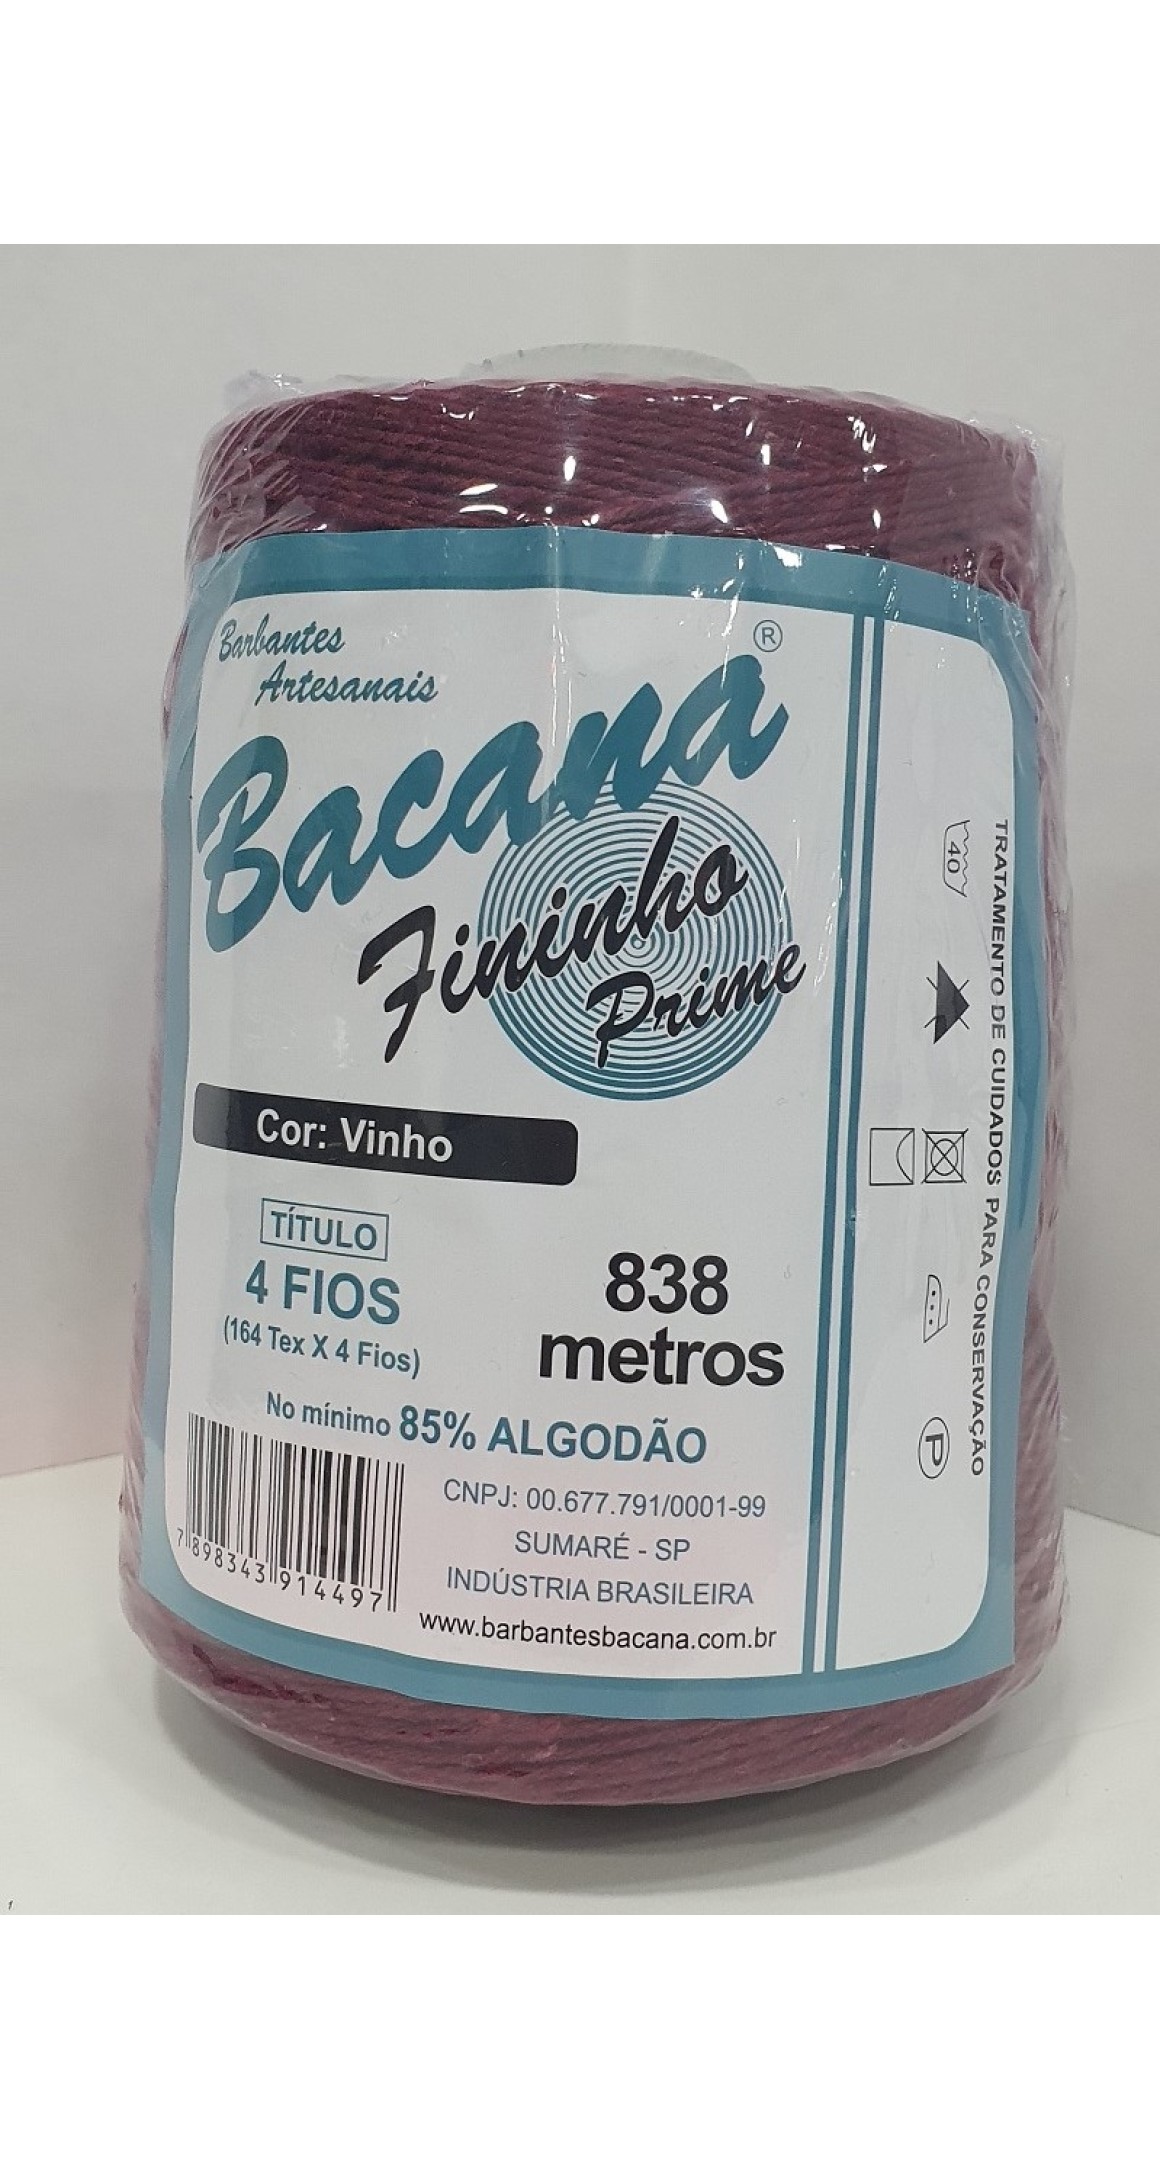 Barbantes
Artesanais
Bacana®
Fininho
Prime
Cor: Vinho
TÍTULO
4 FIOS
(164 Tex X 4 Fios)
838
metros
No mínimo 85% ALGODÃO
7 898343 914497
CNPJ: 00.677.791/0001-99
SUMARÉ - SP
INDÚSTRIA BRASILEIRA
www.barbantesbacana.com.br
TRATAMENTO DE CUIDADOS PARA CONSERVAÇÃO
40
P
1